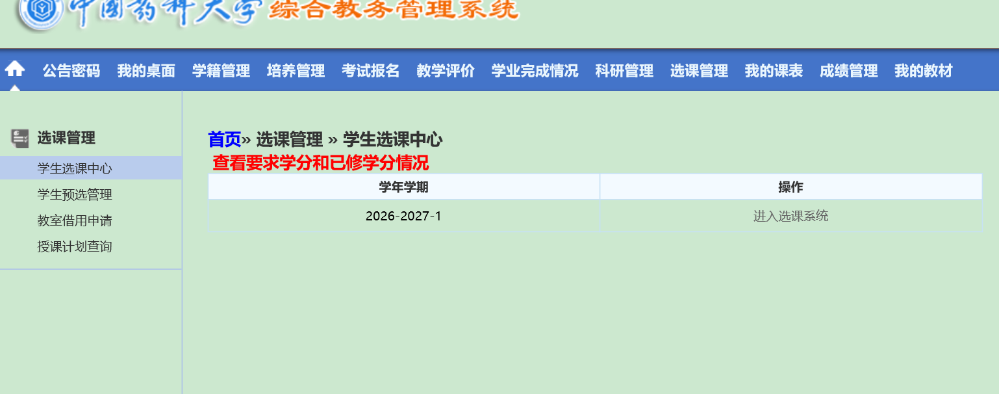 中国药科大学综合教务管理系统
公告密码 我的桌面 学籍管理 培养管理 考试报名 教学评价 学业完成情况 科研管理 选课管理 我的课表 成绩管理 我的教材
选课管理
学生选课中心
学生预选管理
教室借用申请
授课计划查询
首页» 选课管理 » 学生选课中心
查看要求学分和已修学分情况
学年学期 操作
2026-2027-1 进入选课系统